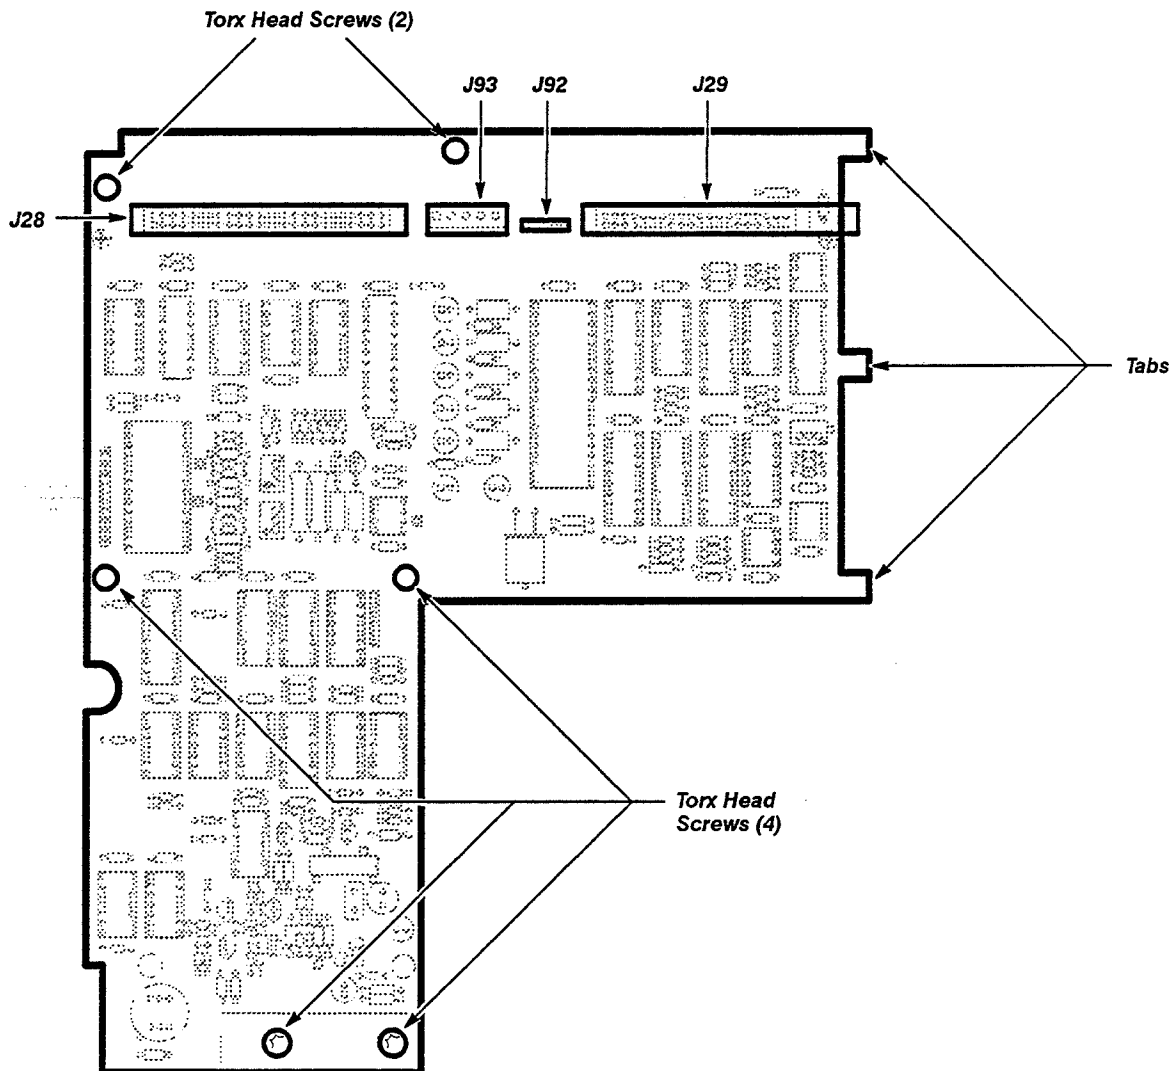 Torx Head Screws (2)
J93
J92
J29
J28
Tabs
Torx Head
Screws (4)